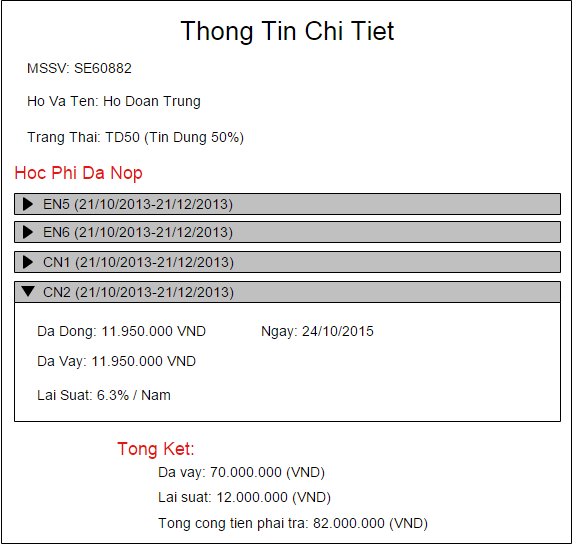 Thong Tin Chi Tiet
MSSV: SE60882
Ho Va Ten: Ho Doan Trung
Trang Thai: TD50 (Tin Dung 50%)
Hoc Phi Da Nop
EN5 (21/10/2013-21/12/2013)
EN6 (21/10/2013-21/12/2013)
CN1 (21/10/2013-21/12/2013)
CN2 (21/10/2013-21/12/2013)
Da Dong: 11.950.000 VND Ngay: 24/10/2015
Da Vay: 11.950.000 VND
Lai Suat: 6.3% / Nam
Tong Ket:
Da vay: 70.000.000 (VND)
Lai suat: 12.000.000 (VND)
Tong cong tien phai tra: 82.000.000 (VND)